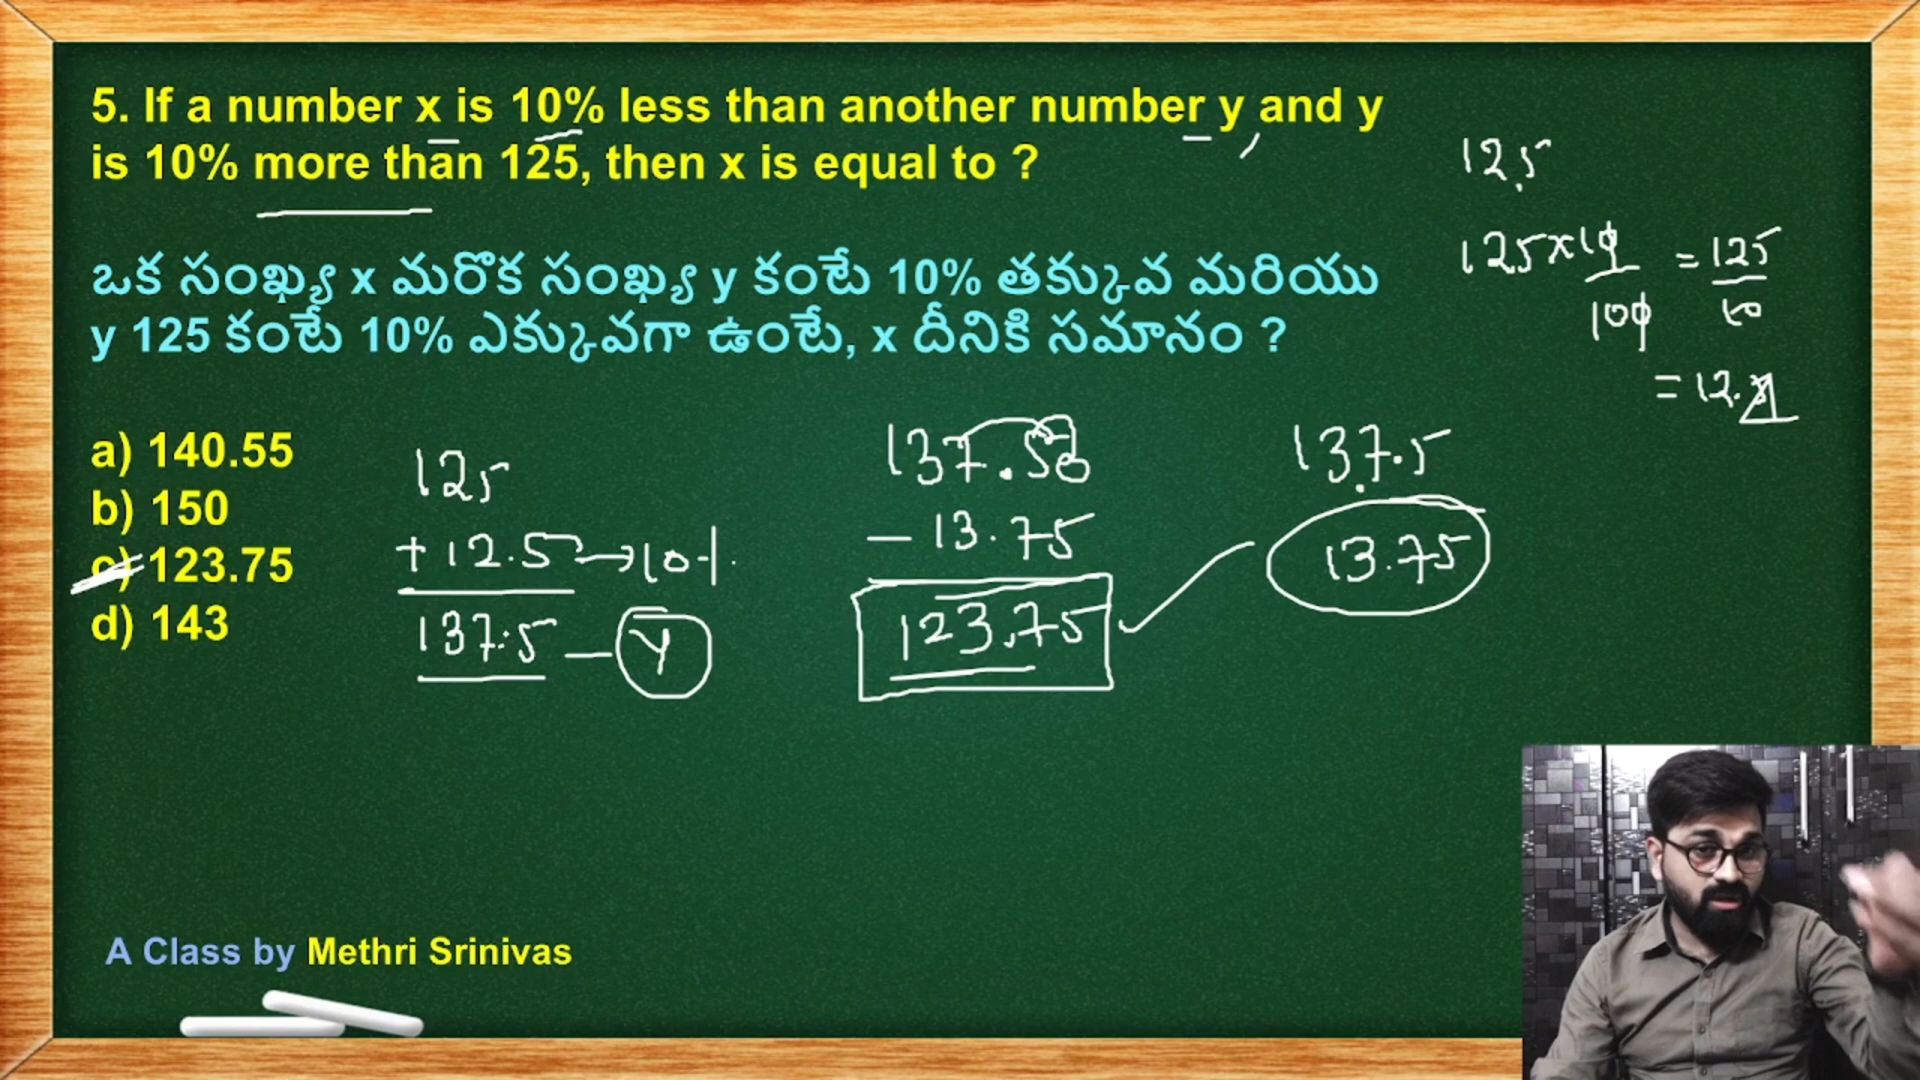 5. If a number x is 10% less than another number y and y
is 10% more than 125, then x is equal to ?
ఒక సంఖ్య x మరొక సంఖ్య y కంటే 10% తక్కువ మరియు
y 125 కంటే 10% ఎక్కువగా ఉంటే, x దీనికి సమానం ?
a) 140.55
b) 150
c) 123.75
d) 143
125
+ 12.5 → 10%
137.5 — y
137.50
- 13.75
123.75
137.5
13.75
12.5
125×10 = 125
100 10
= 12.5
A Class by Methri Srinivas